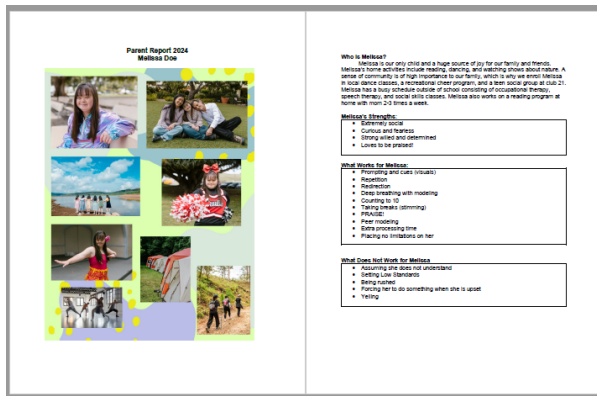 Parent Report 2024
Melissa Doe
Who is Melissa?
Melissa is our only child and a huge source of joy for our family and friends.
Melissa's home activities include reading, dancing, and watching shows about nature. A
sense of community is of high importance to our family, which is why we enroll Melissa
in local dance classes, a recreational cheer program, and a teen social group at club 21.
Melissa has a busy schedule outside of school consisting of occupational therapy,
speech therapy, and social skills classes. Melissa also works on a reading program at
home with mom 2-3 times a week.
Melissa's Strengths:
• Extremely social
• Curious and fearless
• Strong willed and determined
• Loves to be praised!
What Works for Melissa:
• Prompting and cues (visuals)
• Repetition
• Redirection
• Deep breathing with modeling
• Counting to 10
• Taking breaks (stimming)
• PRAISE!
• Peer modeling
• Extra processing time
• Placing no limitations on her
What Does Not Work for Melissa
• Assuming she does not understand
• Setting Low Standards
• Being rushed
• Forcing her to do something when she is upset
• Yelling